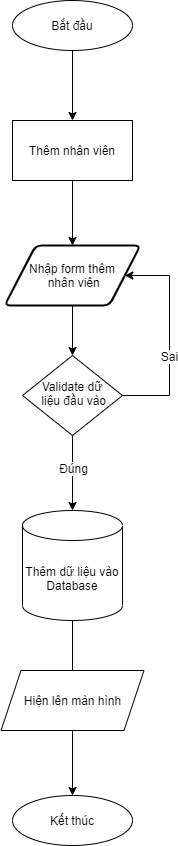 Bắt đầu
Thêm nhân viên
Nhập form thêm
nhân viên
Validate dữ
liệu đầu vào
Sai
Đúng
Thêm dữ liệu vào
Database
Hiện lên màn hình
Kết thúc